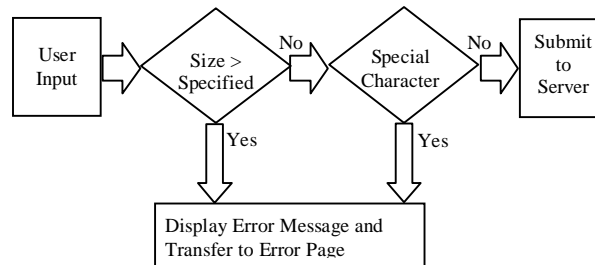 User
Input
Size >
Specified
No
Special
Character
No
Submit
to
Server
Yes
Yes
Display Error Message and
Transfer to Error Page